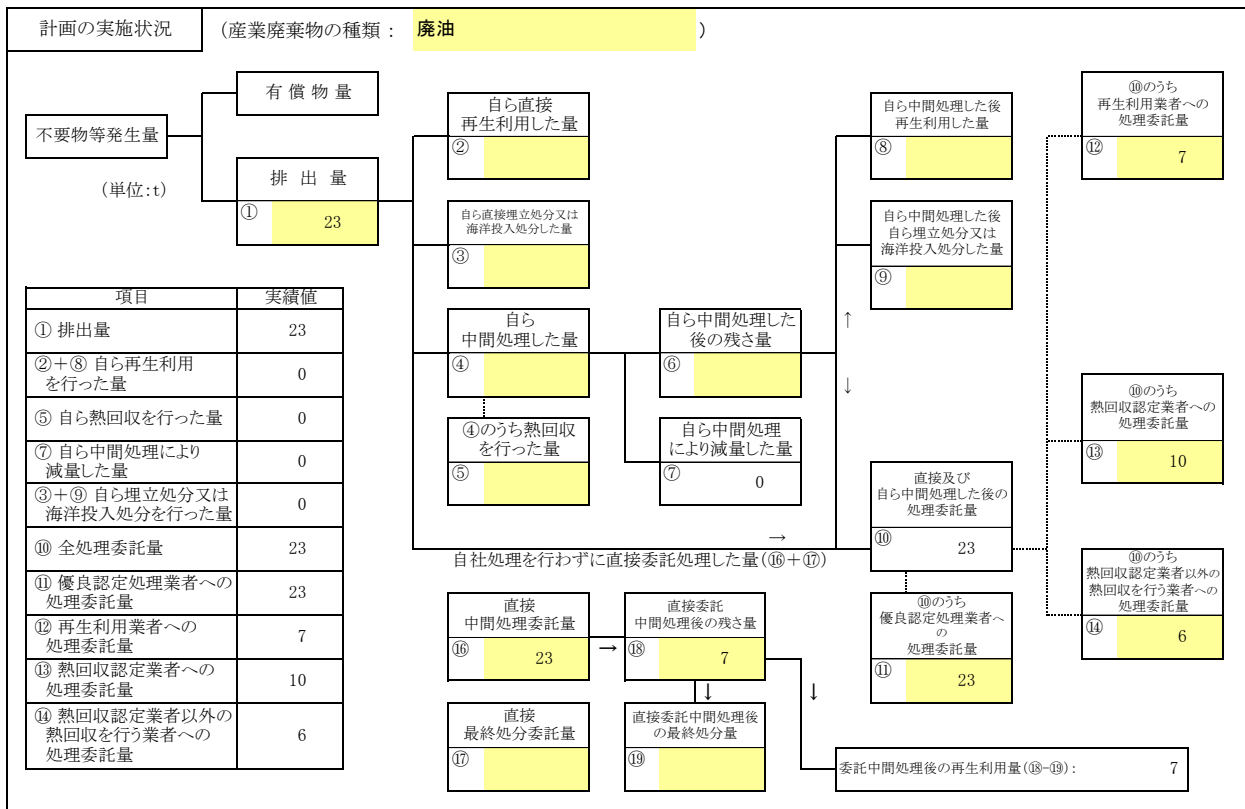 計画の実施状況
(産業廃棄物の種類： 廃油 )
有 償 物 量
不要物等発生量
(単位:t)
排 出 量
① 23
自ら直接
再生利用した量
②
自ら直接埋立処分又は
海洋投入処分した量
③
自ら
中間処理した量
④
④のうち熱回収
を行った量
⑤
自ら中間処理した
後の残さ量
⑥
自ら中間処理
により減量した量
⑦ 0
自ら中間処理した後
再生利用した量
⑧
自ら中間処理した後
自ら埋立処分又は
海洋投入処分した量
⑨
↑
↓
直接及び
自ら中間処理した後の
処理委託量
⑩ 23
⑩のうち
優良認定処理業者へ
の
処理委託量
⑪ 23
⑩のうち
再生利用業者への
処理委託量
⑫ 7
⑩のうち
熱回収認定業者への
処理委託量
⑬ 10
⑩のうち
熱回収認定業者以外の
熱回収を行う業者への
処理委託量
⑭ 6
→
自社処理を行わずに直接委託処理した量(⑯+⑰)
直接
中間処理委託量
⑯ 23
→
直接委託
中間処理後の残さ量
⑱ 7
↓
↓
直接
最終処分委託量
⑰
直接委託中間処理後
の最終処分量
⑲
委託中間処理後の再生利用量(⑱-⑲)： 7
項目 実績値
① 排出量 23
②+⑧ 自ら再生利用
を行った量 0
⑤ 自ら熱回収を行った量 0
⑦ 自ら中間処理により
減量した量 0
③+⑨ 自ら埋立処分又は
海洋投入処分を行った量 0
⑩ 全処理委託量 23
⑪ 優良認定処理業者への
処理委託量 23
⑫ 再生利用業者への
処理委託量 7
⑬ 熱回収認定業者への
処理委託量 10
⑭ 熱回収認定業者以外の
熱回収を行う業者への
処理委託量 6